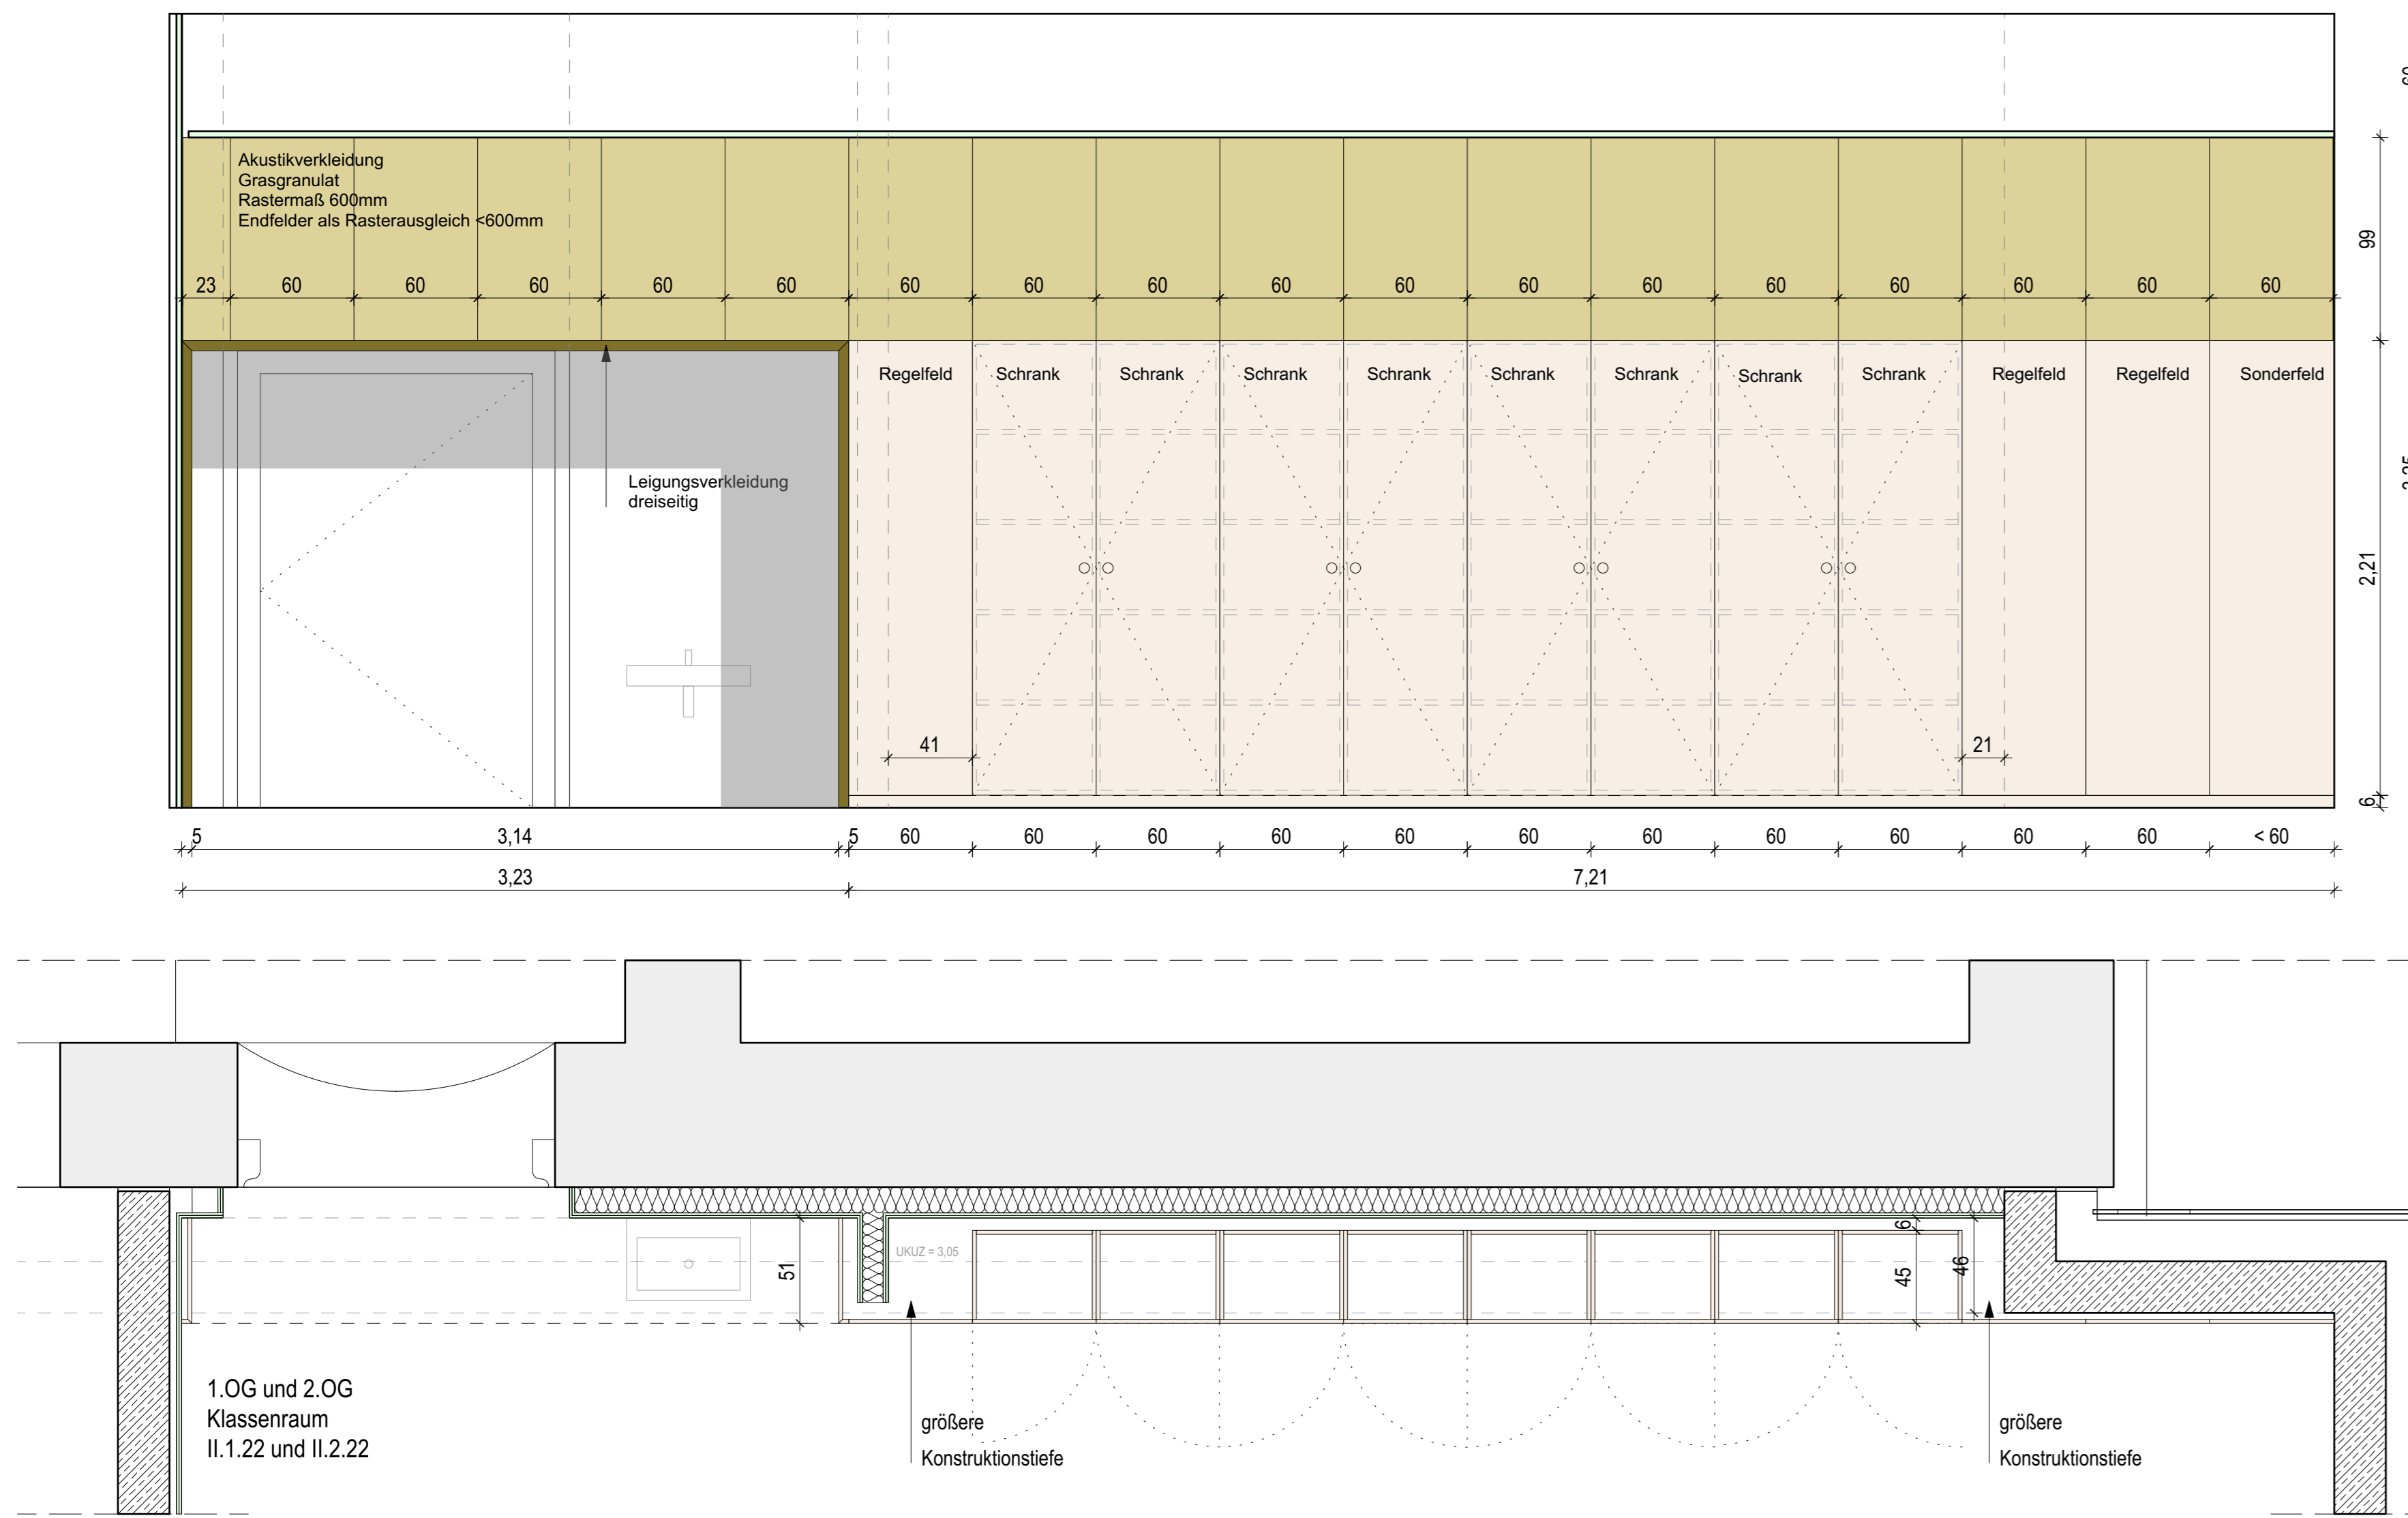 60
Akustikverkleidung
Grasgranulat
Rastermaß 600mm
Endfelder als Rasterausgleich <600mm
99
23 60 60 60 60 60 60 60 60 60 60 60 60 60 60 60 60 60
Regelfeld Schrank Schrank Schrank Schrank Schrank Schrank Schrank Schrank Regelfeld Regelfeld Sonderfeld
Leigungsverkleidung
dreiseitig
2,21
41 21
6
5 3,14 5 60 60 60 60 60 60 60 60 60 60 60 < 60
3,23 7,21
6
UKUZ = 3,05
51 45 46
1.OG und 2.OG
Klassenraum
II.1.22 und II.2.22
größere
Konstruktionstiefe
größere
Konstruktionstiefe